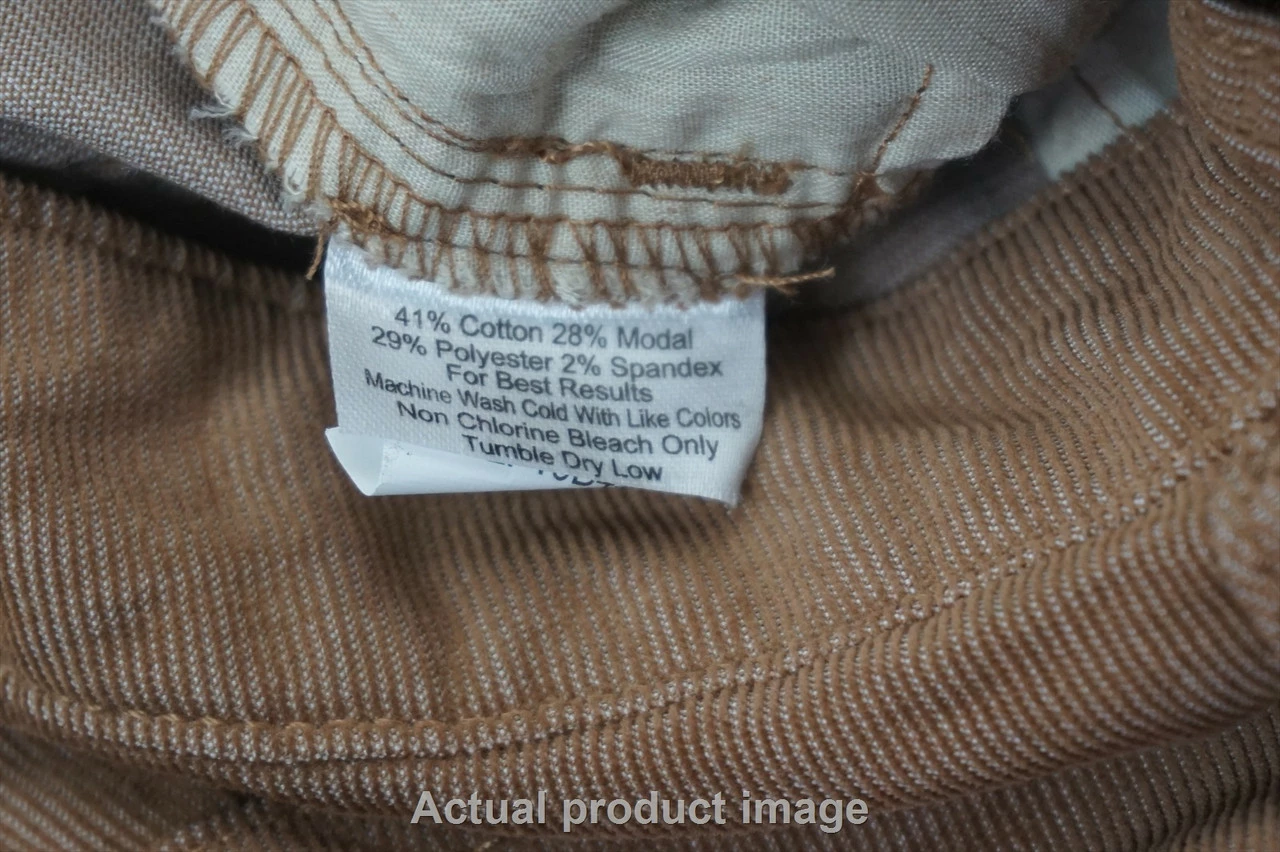 41% Cotton 28% Modal
29% Polyester 2% Spandex
For Best Results
Machine Wash Cold With Like Colors
Non Chlorine Bleach Only
Tumble Dry Low
Actual product image